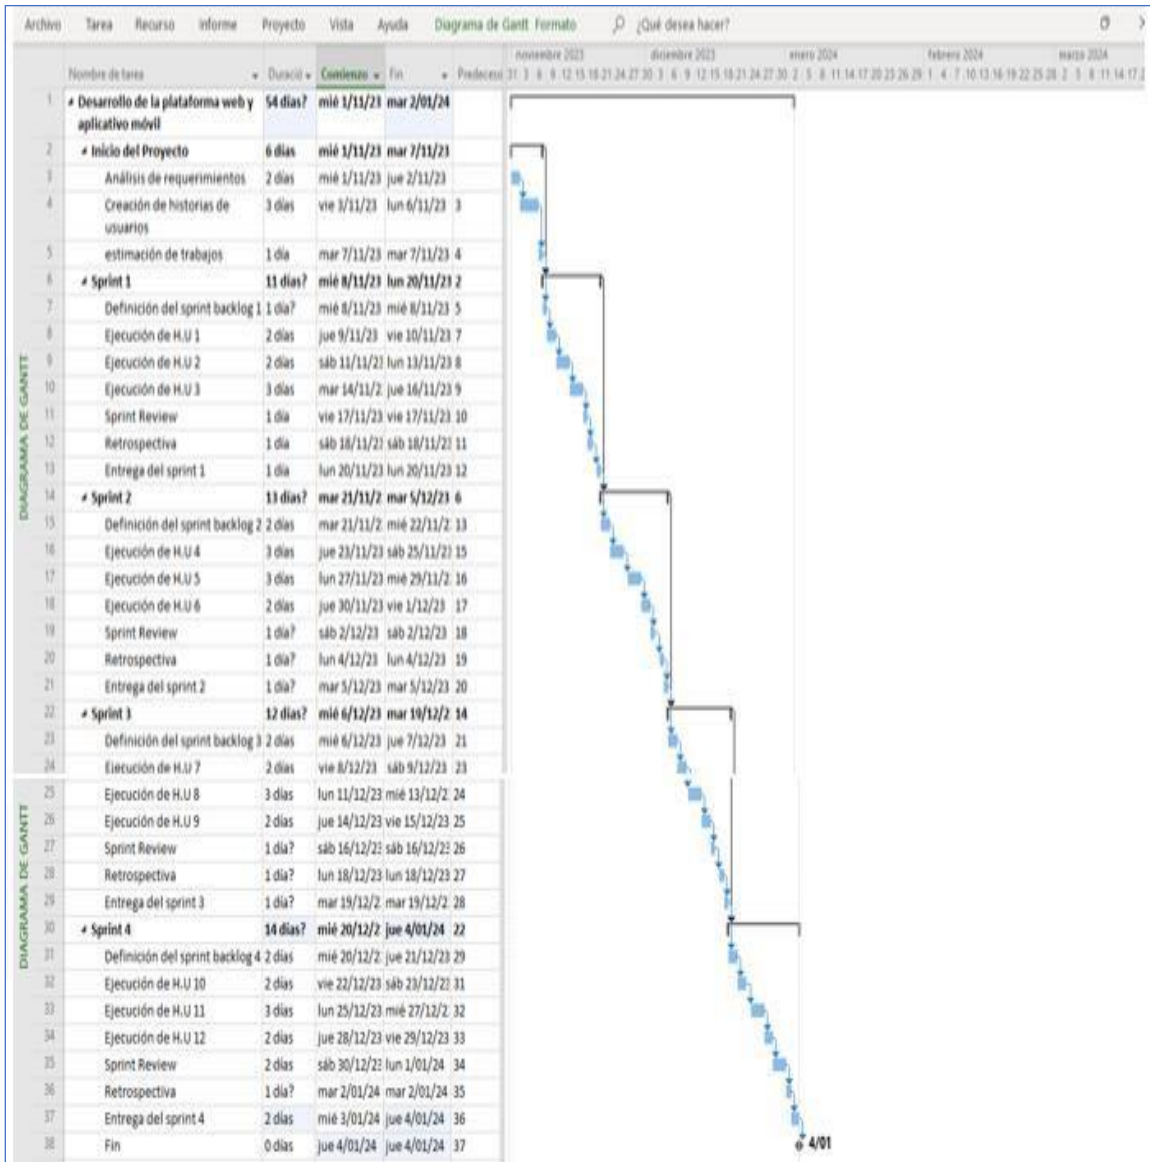 Archivo Tarea Recurso Informe Proyecto Vista Ayuda Diagrama de Gantt Formato ¿Qué desea hacer?
noviembre 2023 diciembre 2023 enero 2024 febrero 2024 marzo 2024
Nombre de tarea Duració Comienzo Fin Predeceso
DIAGRAMA DE GANTT
1 Desarrollo de la plataforma web y 54 días? mié 1/11/23 mar 2/01/24
aplicativo móvil
2 Inicio del Proyecto 6 días mié 1/11/23 mar 7/11/23
3 Análisis de requerimientos 2 días mié 1/11/23 jue 2/11/23
4 Creación de historias de 3 días vie 3/11/23 lun 6/11/23 3
usuarios
5 estimación de trabajos 1 día mar 7/11/23 mar 7/11/23 4
6 Sprint 1 11 días? mié 8/11/23 lun 20/11/23 2
7 Definición del sprint backlog 1 1 día? mié 8/11/23 mié 8/11/23 5
8 Ejecución de H.U 1 2 días jue 9/11/23 vie 10/11/23 7
9 Ejecución de H.U 2 2 días sáb 11/11/23 lun 13/11/23 8
10 Ejecución de H.U 3 3 días mar 14/11/2 jue 16/11/23 9
11 Sprint Review 1 día vie 17/11/23 vie 17/11/23 10
12 Retrospectiva 1 día sáb 18/11/23 sáb 18/11/23 11
13 Entrega del sprint 1 1 día lun 20/11/23 lun 20/11/23 12
14 Sprint 2 13 días? mar 21/11/2 mar 5/12/23 6
15 Definición del sprint backlog 2 2 días mar 21/11/2 mié 22/11/2 13
16 Ejecución de H.U 4 3 días jue 23/11/23 sáb 25/11/23 15
17 Ejecución de H.U 5 3 días lun 27/11/23 mié 29/11/2 16
18 Ejecución de H.U 6 2 días jue 30/11/23 vie 1/12/23 17
19 Sprint Review 1 día? sáb 2/12/23 sáb 2/12/23 18
20 Retrospectiva 1 día? lun 4/12/23 lun 4/12/23 19
21 Entrega del sprint 2 1 día? mar 5/12/23 mar 5/12/23 20
22 Sprint 3 12 días? mié 6/12/23 mar 19/12/2 14
23 Definición del sprint backlog 3 2 días mié 6/12/23 jue 7/12/23 21
24 Ejecución de H.U 7 2 días vie 8/12/23 sáb 9/12/23 23
DIAGRAMA DE GANTT
25 Ejecución de H.U 8 3 días lun 11/12/23 mié 13/12/2 24
26 Ejecución de H.U 9 2 días jue 14/12/23 vie 15/12/23 25
27 Sprint Review 1 día? sáb 16/12/23 sáb 16/12/23 26
28 Retrospectiva 1 día? lun 18/12/23 lun 18/12/23 27
29 Entrega del sprint 3 1 día? mar 19/12/2 mar 19/12/2 28
30 Sprint 4 14 días? mié 20/12/2 jue 4/01/24 22
31 Definición del sprint backlog 4 2 días mié 20/12/2 jue 21/12/23 29
32 Ejecución de H.U 10 2 días vie 22/12/23 sáb 23/12/23 31
33 Ejecución de H.U 11 3 días lun 25/12/23 mié 27/12/2 32
34 Ejecución de H.U 12 2 días jue 28/12/23 vie 29/12/23 33
35 Sprint Review 2 días sáb 30/12/23 lun 1/01/24 34
36 Retrospectiva 1 día? mar 2/01/24 mar 2/01/24 35
37 Entrega del sprint 4 2 días mié 3/01/24 jue 4/01/24 36
38 Fin 0 días jue 4/01/24 jue 4/01/24 37 4/01